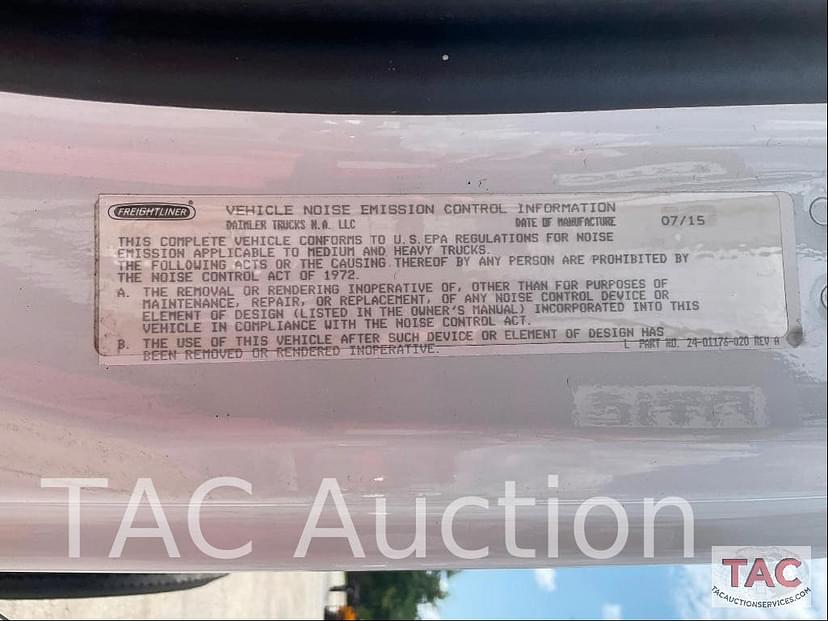 FREIGHTLINER VEHICLE NOISE EMISSION CONTROL INFORMATION
DAIMLER TRUCKS N.A. LLC DATE OF MANUFACTURE 07/15
THIS COMPLETE VEHICLE CONFORMS TO U.S. EPA REGULATIONS FOR NOISE
EMISSION APPLICABLE TO MEDIUM AND HEAVY TRUCKS.
THE FOLLOWING ACTS OR THE CAUSING THEREOF BY ANY PERSON ARE PROHIBITED BY
THE NOISE CONTROL ACT OF 1972.
A. THE REMOVAL OR RENDERING INOPERATIVE OF, OTHER THAN FOR PURPOSES OF
MAINTENANCE, REPAIR, OR REPLACEMENT, OF ANY NOISE CONTROL DEVICE OR
ELEMENT OF DESIGN (LISTED IN THE OWNER'S MANUAL) INCORPORATED INTO THIS
VEHICLE IN COMPLIANCE WITH THE NOISE CONTROL ACT.
B. THE USE OF THIS VEHICLE AFTER SUCH DEVICE OR ELEMENT OF DESIGN HAS
BEEN REMOVED OR RENDERED INOPERATIVE. L PART NO. 24-01176-020 REV A
TAC Auction
TAC
TACAUCTIONSERVICES.COM